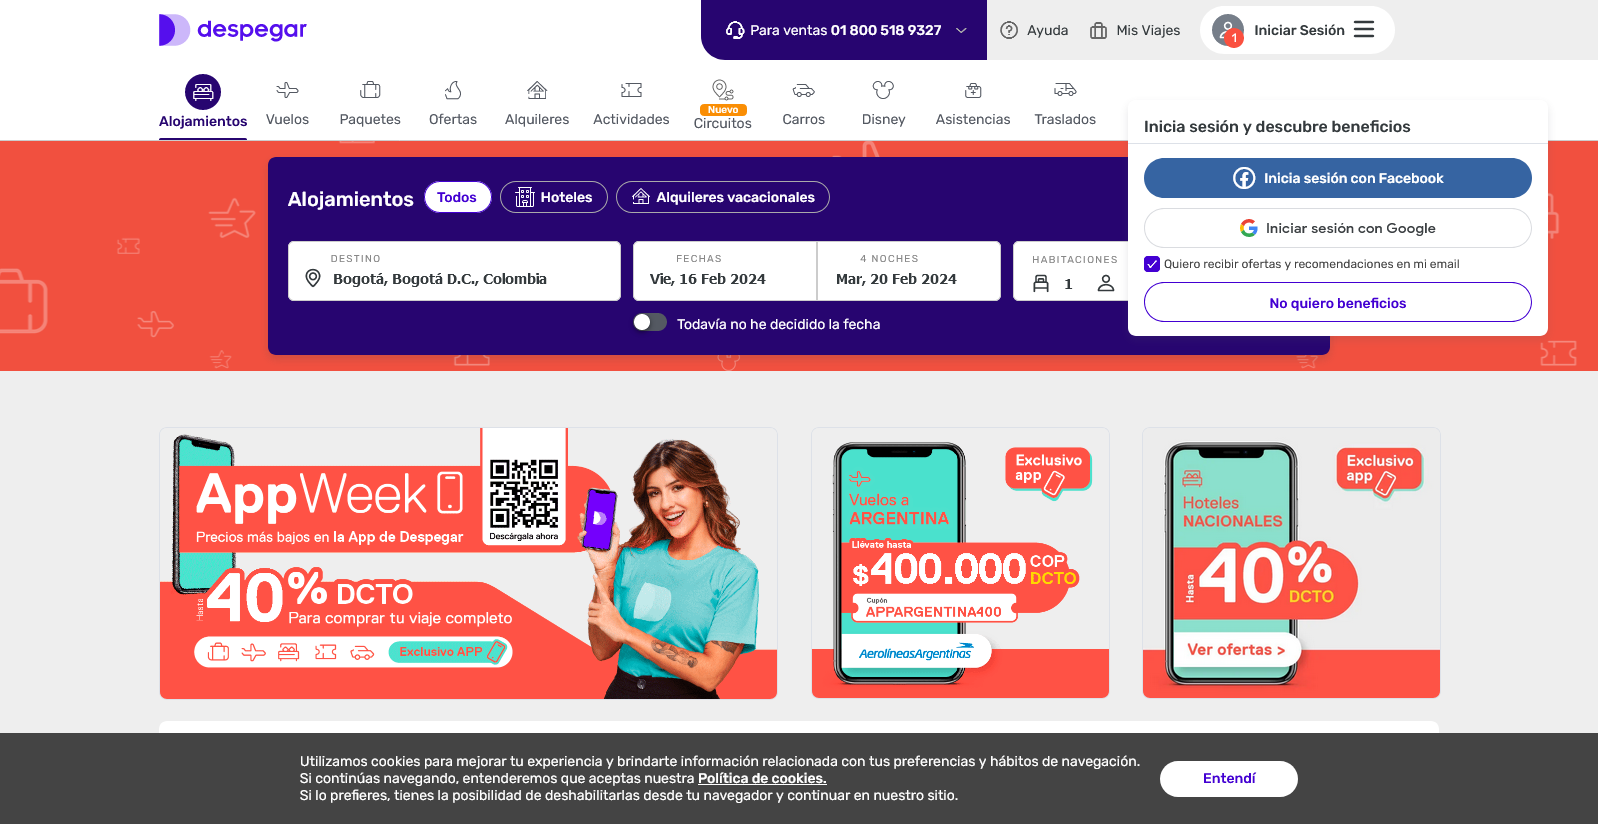 despegar
Para ventas 01 800 518 9327
Ayuda
Mis Viajes
1
Iniciar Sesión
Alojamientos
Vuelos
Paquetes
Ofertas
Alquileres
Actividades
Nuevo
Circuitos
Carros
Disney
Asistencias
Traslados
Inicia sesión y descubre beneficios
Inicia sesión con Facebook
Iniciar sesión con Google
Quiero recibir ofertas y recomendaciones en mi email
No quiero beneficios
Alojamientos
Todos
Hoteles
Alquileres vacacionales
DESTINO
Bogotá, Bogotá D.C., Colombia
FECHAS
Vie, 16 Feb 2024
4 NOCHES
Mar, 20 Feb 2024
HABITACIONES
1
Todavía no he decidido la fecha
AppWeek
Precios más bajos en la App de Despegar
Descárgala ahora
Hasta
40% DCTO
Para comprar tu viaje completo
Exclusivo APP
Exclusivo
app
Vuelos a
ARGENTINA
Llévate hasta
$400.000 COP
DCTO
Cupón
APPARGENTINA400
AerolíneasArgentinas
Exclusivo
app
Hoteles
NACIONALES
Hasta
40%
DCTO
Ver ofertas >
Utilizamos cookies para mejorar tu experiencia y brindarte información relacionada con tus preferencias y hábitos de navegación.
Si continúas navegando, entenderemos que aceptas nuestra Política de cookies.
Si lo prefieres, tienes la posibilidad de deshabilitarlas desde tu navegador y continuar en nuestro sitio.
Entendí